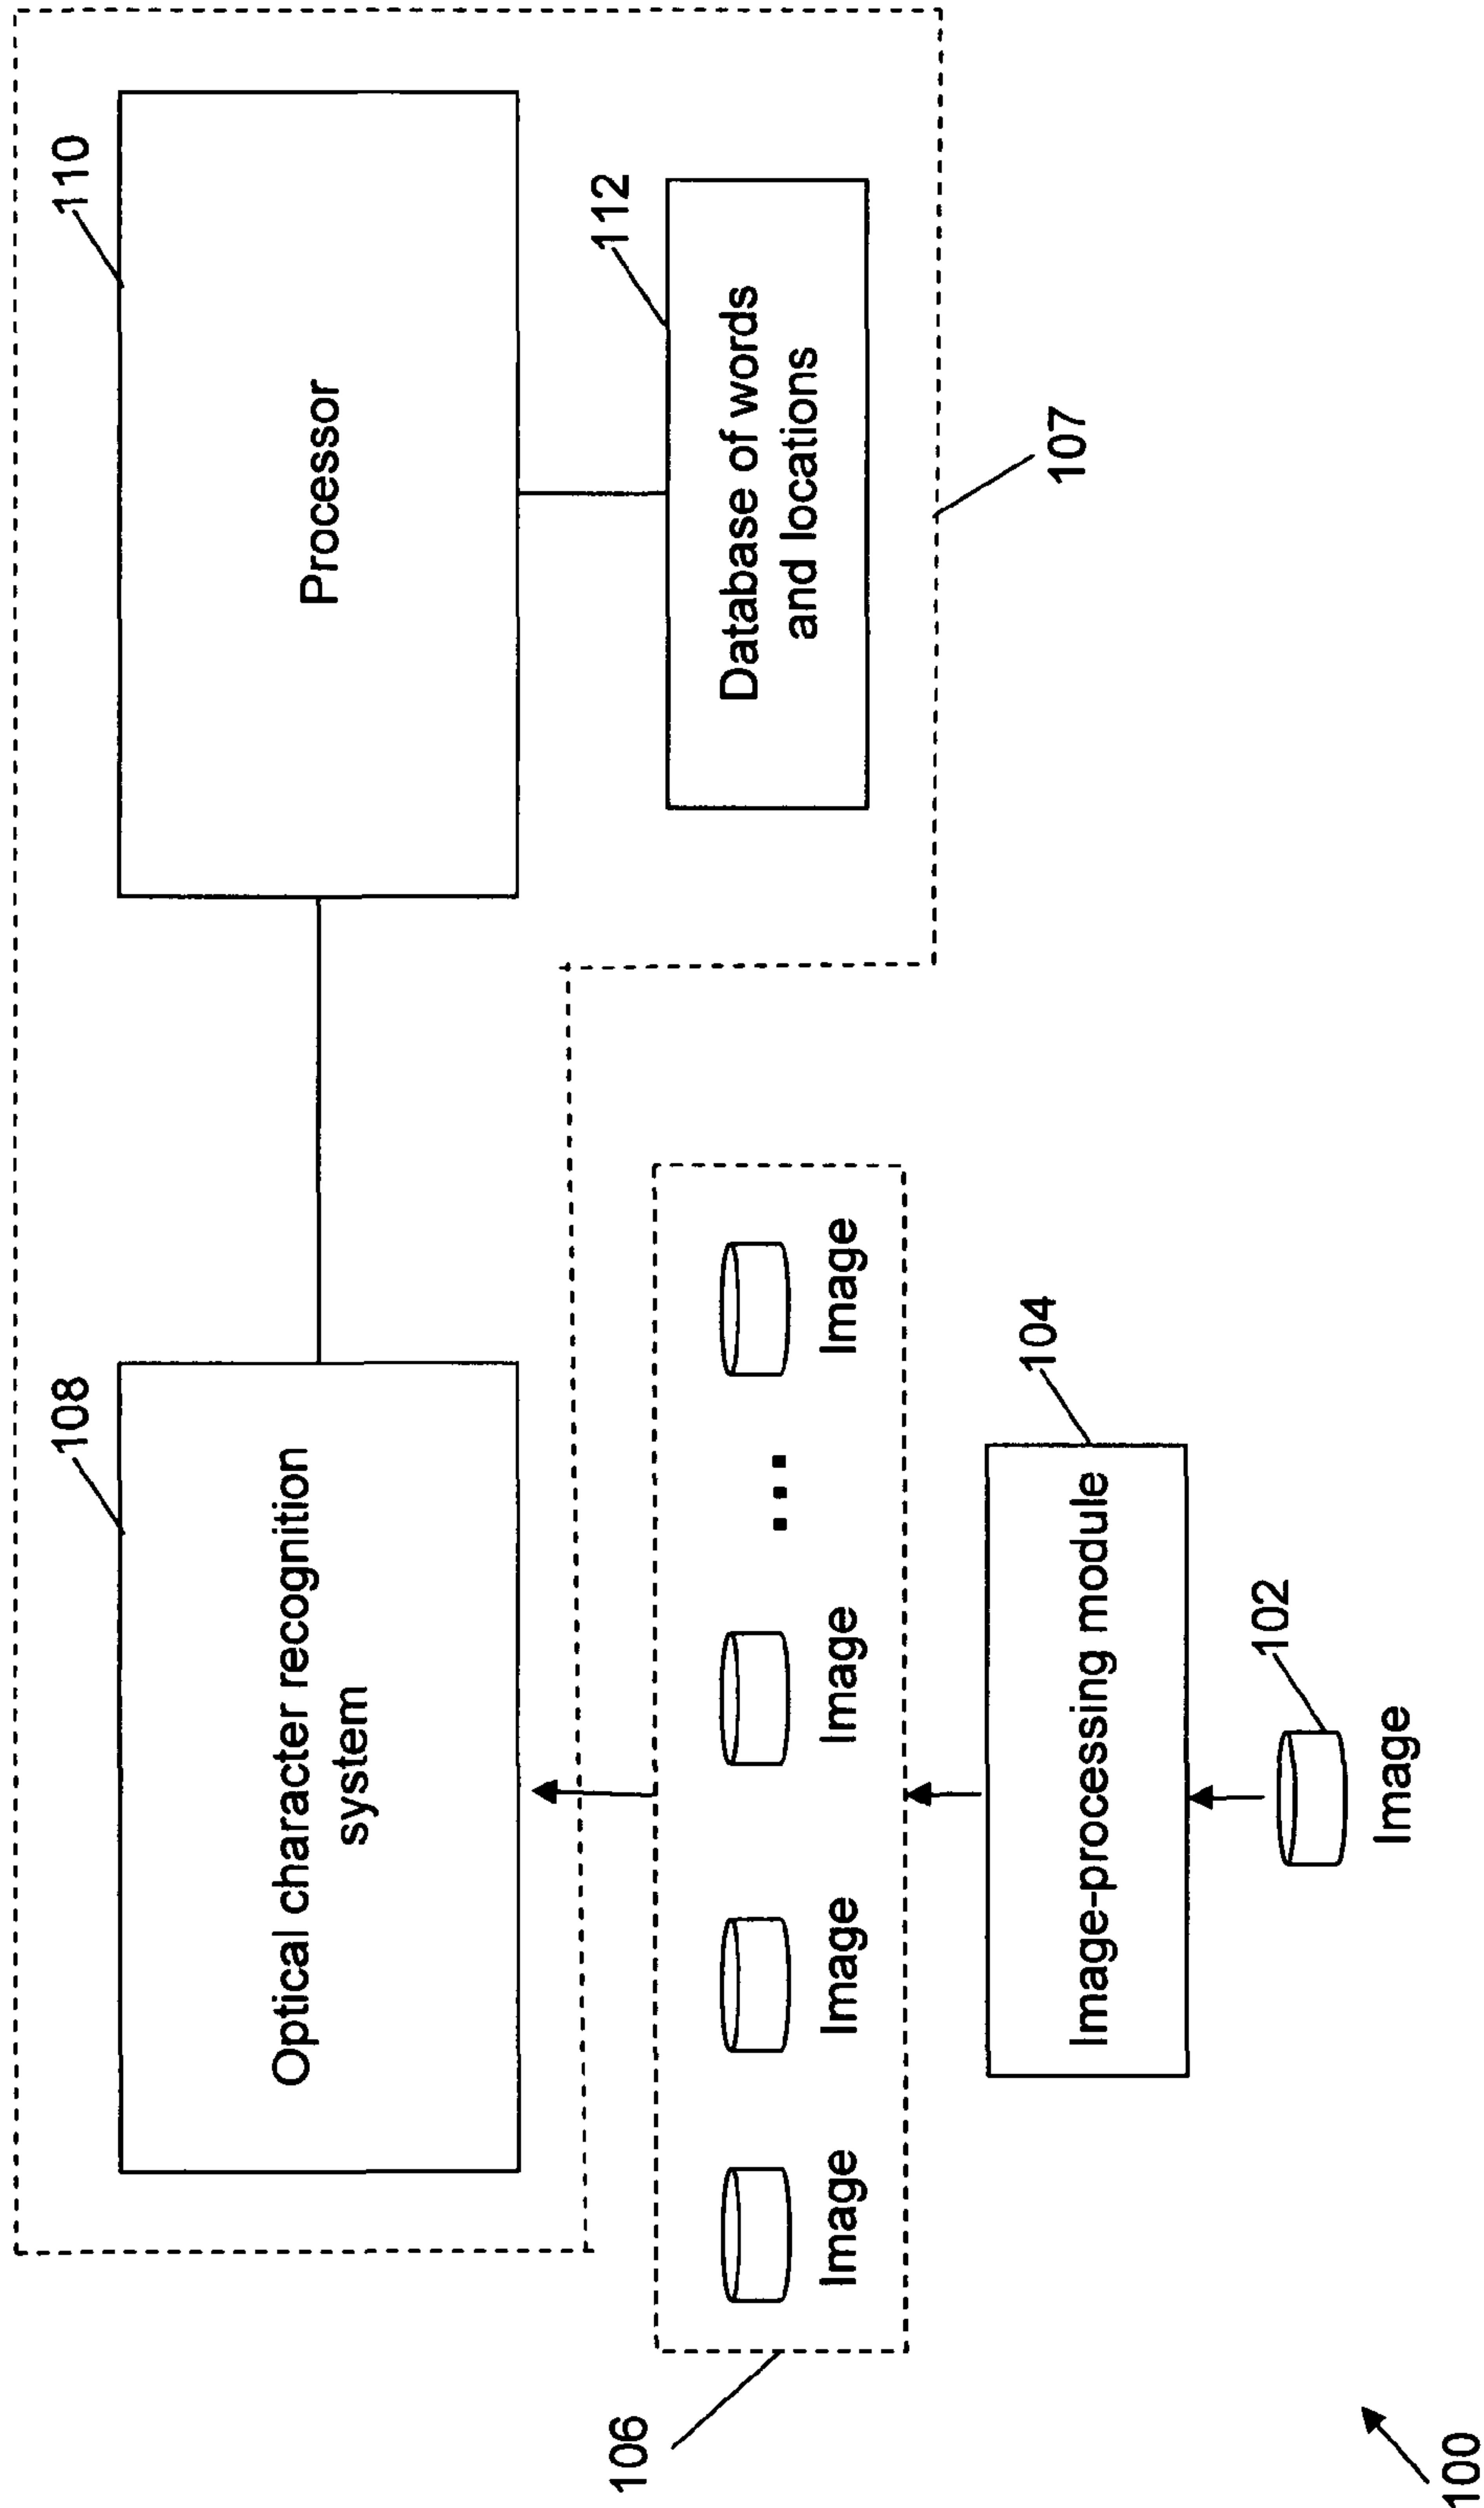 108
110
Optical character recognition
system
Processor
112
106
Database of words
and locations
Image
Image
Image
Image
107
104
Image-processing module
102
Image
100